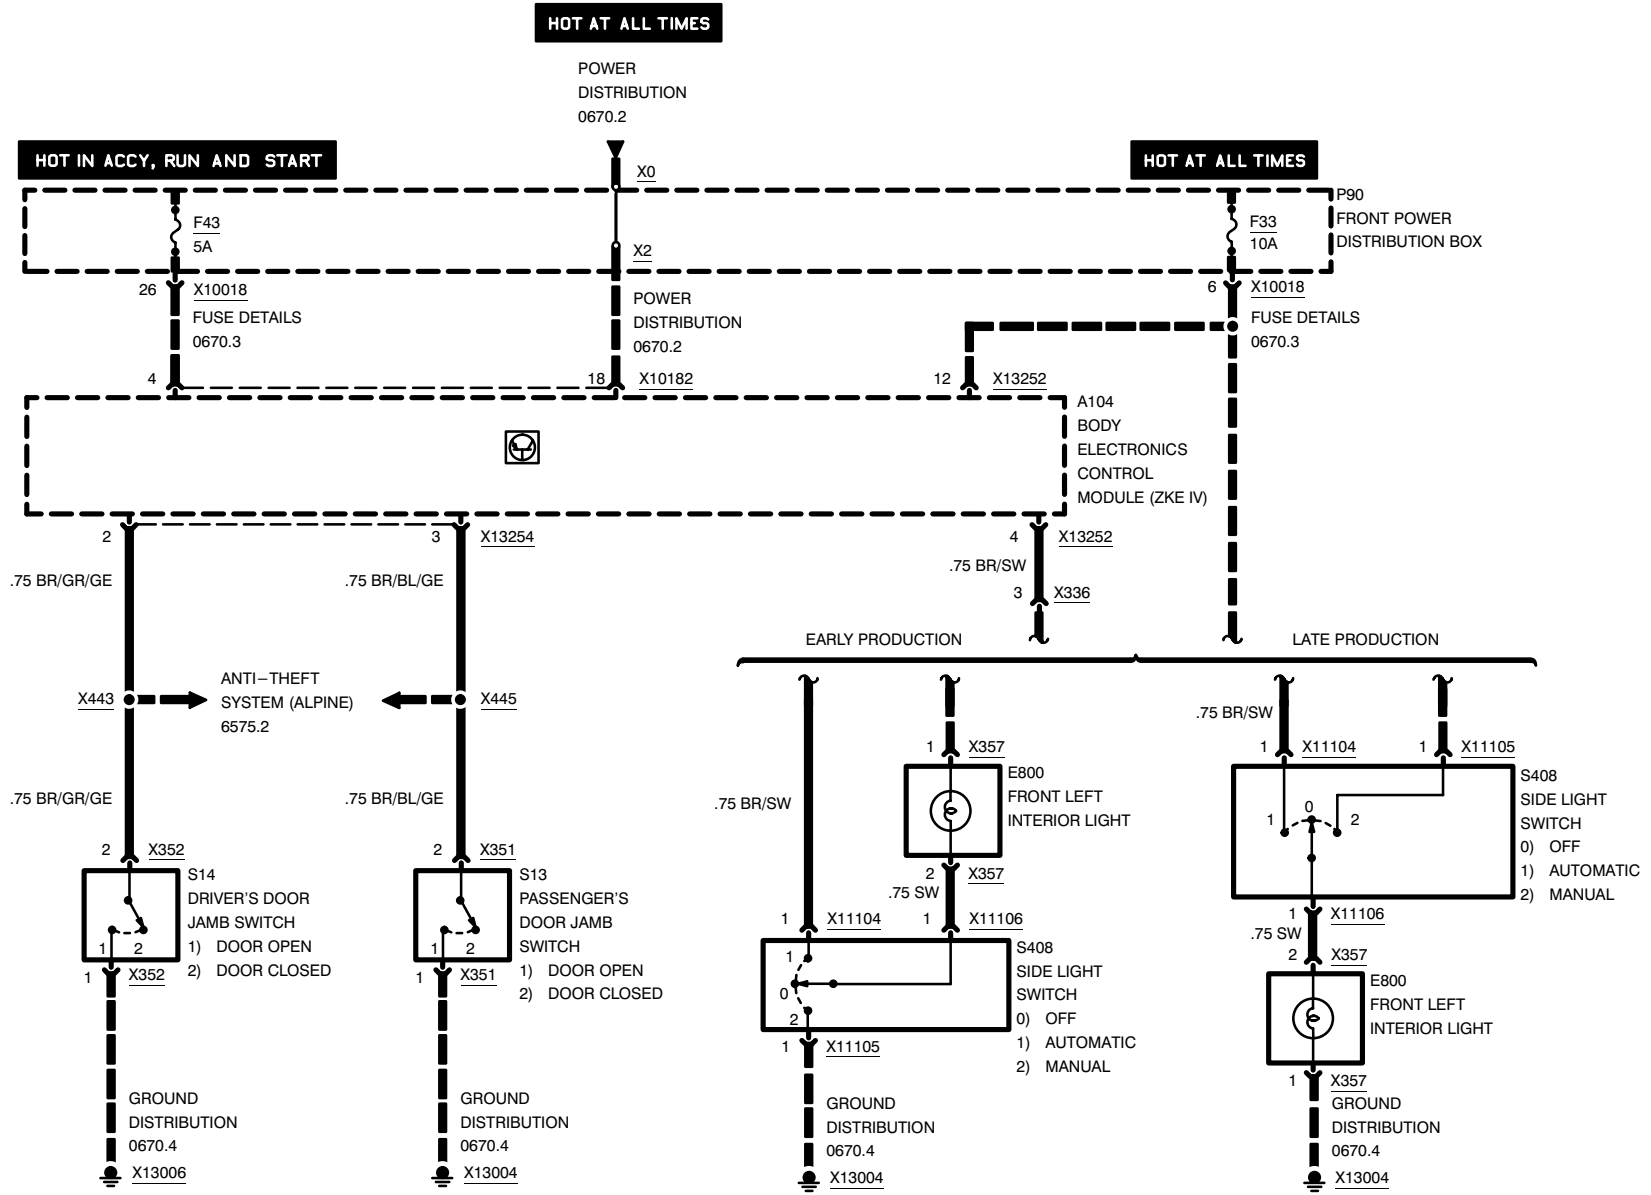 HOT AT ALL TIMES
POWER
DISTRIBUTION
0670.2
HOT IN ACCY, RUN AND START
HOT AT ALL TIMES
X0
P90
FRONT POWER
DISTRIBUTION BOX
F43
5A
X2
F33
10A
26 X10018
FUSE DETAILS
0670.3
POWER
DISTRIBUTION
0670.2
6 X10018
FUSE DETAILS
0670.3
4
18 X10182
12 X13252
A104
BODY
ELECTRONICS
CONTROL
MODULE (ZKE IV)
2
3 X13254
4 X13252
.75 BR/GR/GE
.75 BR/BL/GE
.75 BR/SW
3 X336
EARLY PRODUCTION
LATE PRODUCTION
X443
ANTI-THEFT
SYSTEM (ALPINE)
6575.2
X445
.75 BR/GR/GE
.75 BR/BL/GE
2 X352
S14
DRIVER'S DOOR
JAMB SWITCH
1) DOOR OPEN
2) DOOR CLOSED
1 2
1 X352
GROUND
DISTRIBUTION
0670.4
X13006
2 X351
S13
PASSENGER'S
DOOR JAMB
SWITCH
1) DOOR OPEN
2) DOOR CLOSED
1 2
1 X351
GROUND
DISTRIBUTION
0670.4
X13004
.75 BR/SW
1 X357
E800
FRONT LEFT
INTERIOR LIGHT
2 X357
.75 SW
1 X11104
1 X11106
S408
SIDE LIGHT
SWITCH
0) OFF
1) AUTOMATIC
2) MANUAL
1
0
2
1 X11105
GROUND
DISTRIBUTION
0670.4
X13004
.75 BR/SW
1 X11104
1 X11105
S408
SIDE LIGHT
SWITCH
0) OFF
1) AUTOMATIC
2) MANUAL
0
1 2
1 X11106
.75 SW
2 X357
E800
FRONT LEFT
INTERIOR LIGHT
1 X357
GROUND
DISTRIBUTION
0670.4
X13004